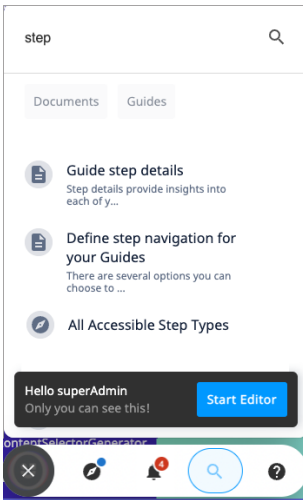 step
Documents Guides
Guide step details
Step details provide insights into
each of y...
Define step navigation for
your Guides
There are several options you can
choose to ...
All Accessible Step Types
Hello superAdmin
Only you can see this!
Start Editor
ontentSelectorGenerator
4